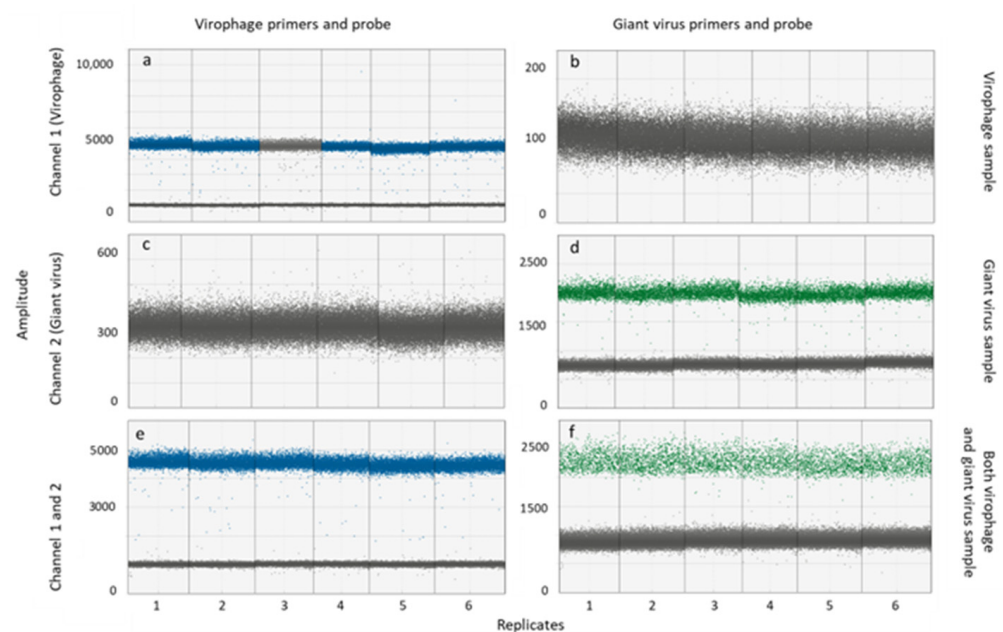 Virophage primers and probe
Giant virus primers and probe
Amplitude
Channel 1 (Virophage)
10,000
5000
0
a
200
100
0
b
Virophage sample
Channel 2 (Giant virus)
600
300
0
c
2500
1500
0
d
Giant virus sample
Channel 1 and 2
5000
3000
0
e
2500
1500
0
f
Both virophage
and giant virus sample
1 2 3 4 5 6
1 2 3 4 5 6
Replicates